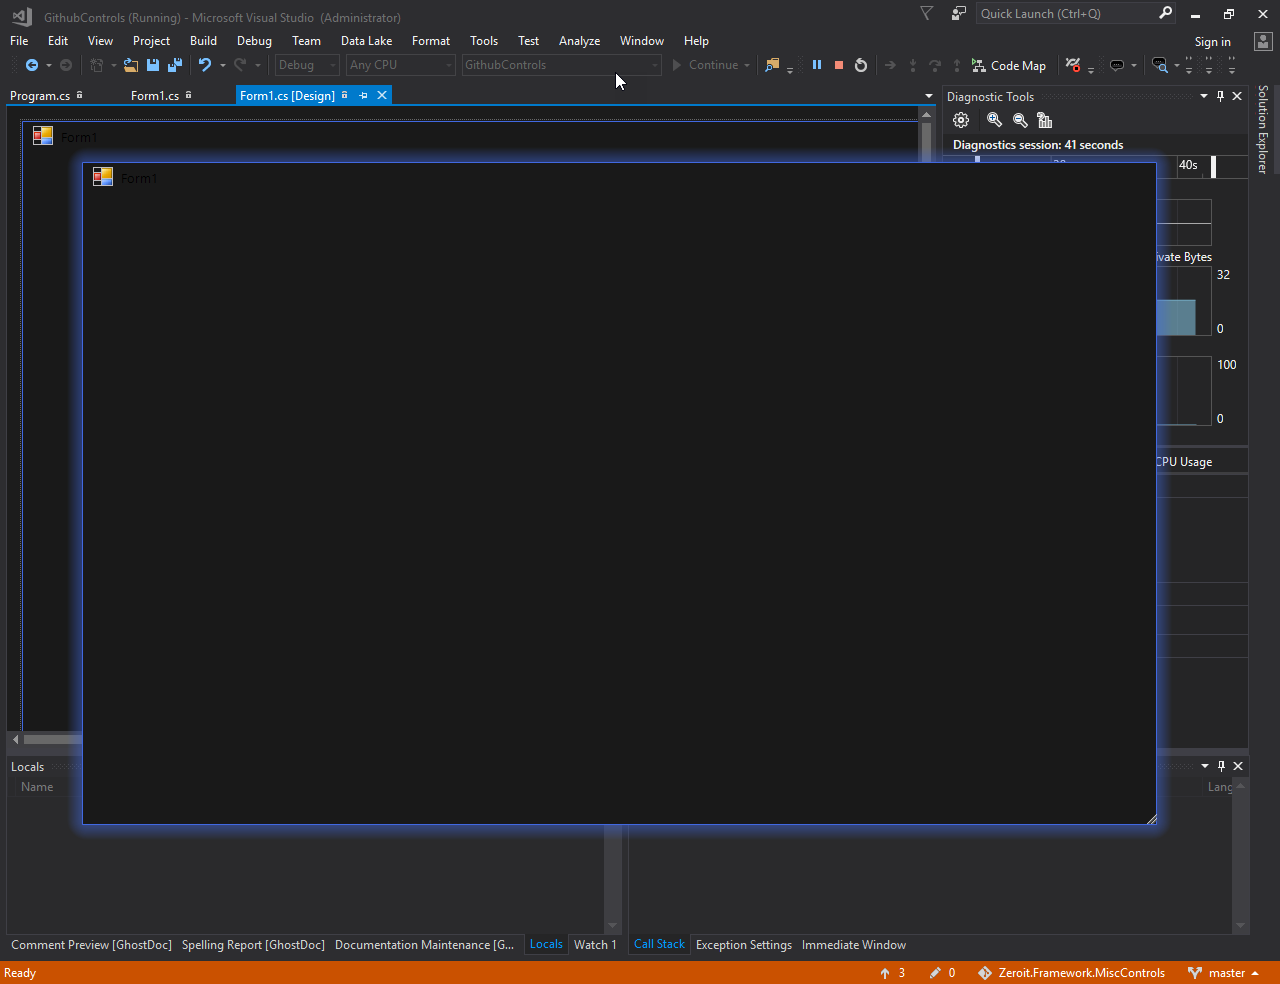 GithubControls (Running) - Microsoft Visual Studio (Administrator)
Quick Launch (Ctrl+Q)
File Edit View Project Build Debug Team Data Lake Format Tools Test Analyze Window Help
Sign in
Debug Any CPU GithubControls Continue Code Map
Program.cs Form1.cs Form1.cs [Design]
Diagnostic Tools
Solution Explorer
Form1
Diagnostics session: 41 seconds
40s
Form1
ivate Bytes
32
0
100
0
CPU Usage
Locals
Name
Lang
Comment Preview [GhostDoc] Spelling Report [GhostDoc] Documentation Maintenance [G... Locals Watch 1
Call Stack Exception Settings Immediate Window
Ready
3 0 Zeroit.Framework.MiscControls master